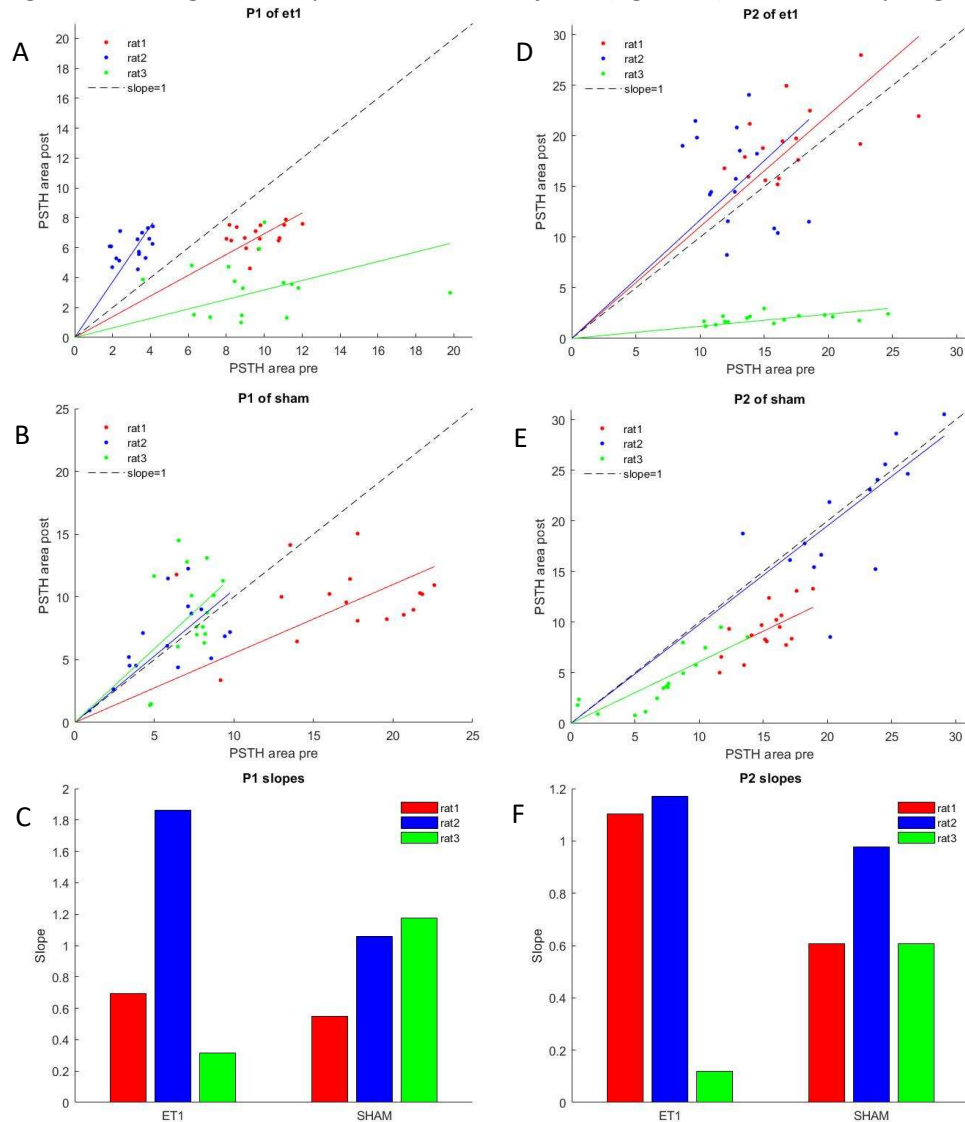 P1 of et1
A
rat1
rat2
rat3
slope=1
20
18
16
14
12
10
8
6
4
2
0
PSTH area post
0 2 4 6 8 10 12 14 16 18 20
PSTH area pre
P2 of et1
D
rat1
rat2
rat3
slope=1
30
25
20
15
10
5
0
PSTH area post
0 5 10 15 20 25 30
PSTH area pre
P1 of sham
B
rat1
rat2
rat3
slope=1
25
20
15
10
5
0
PSTH area post
0 5 10 15 20 25
PSTH area pre
P2 of sham
E
rat1
rat2
rat3
slope=1
30
25
20
15
10
5
0
PSTH area post
0 5 10 15 20 25 30
PSTH area pre
P1 slopes
C
rat1
rat2
rat3
2
1.8
1.6
1.4
1.2
1
0.8
0.6
0.4
0.2
0
Slope
ET1 SHAM
P2 slopes
F
rat1
rat2
rat3
1.2
1
0.8
0.6
0.4
0.2
0
Slope
ET1 SHAM